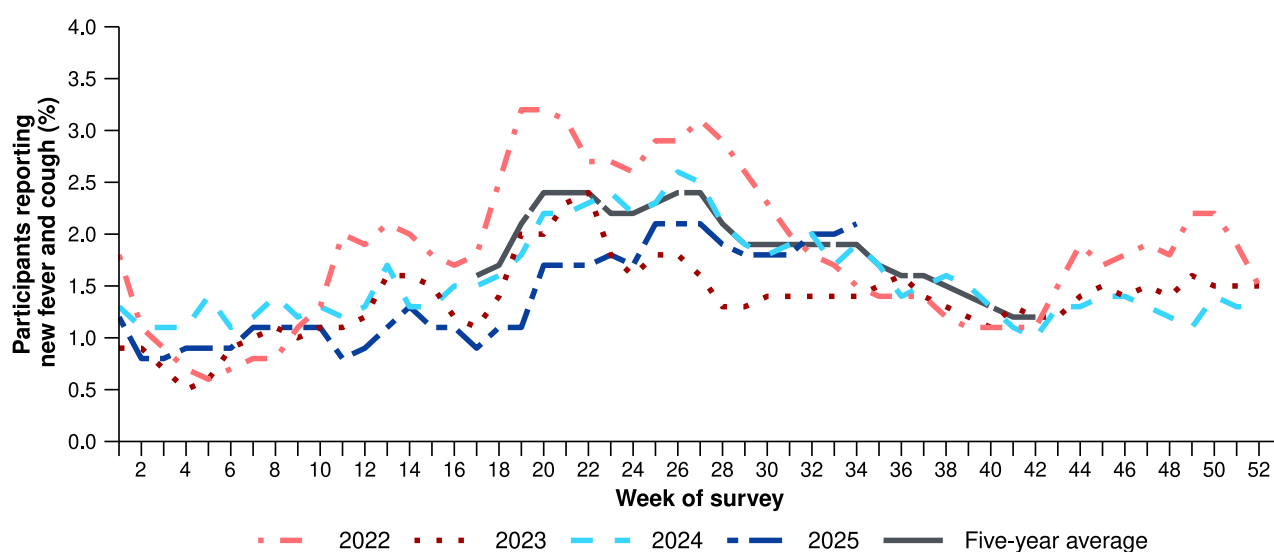 4.0
3.5
3.0
2.5
2.0
1.5
1.0
0.5
0.0
Participants reporting
new fever and cough (%)
2 4 6 8 10 12 14 16 18 20 22 24 26 28 30 32 34 36 38 40 42 44 46 48 50 52
Week of survey
2022 2023 2024 2025 Five-year average